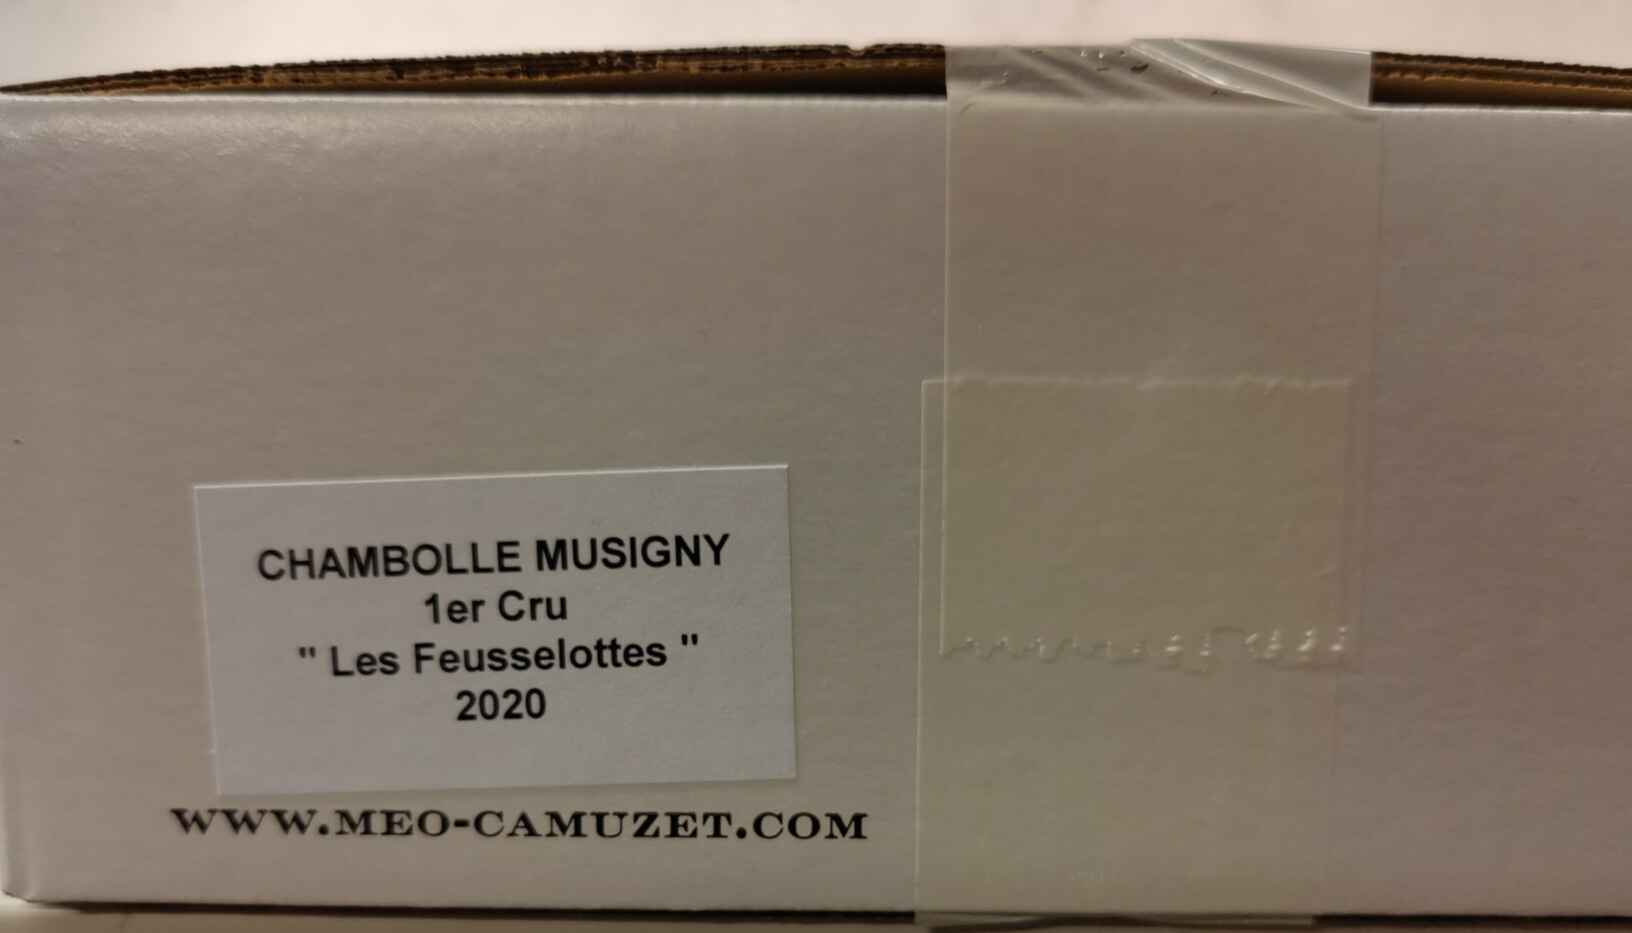 CHAMBOLLE MUSIGNY
1er Cru
" Les Feusselottes "
2020
WWW.MEO-CAMUZET.COM